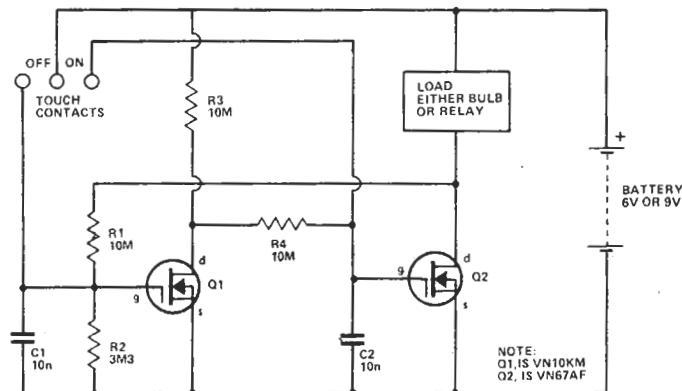 OFF ON
TOUCH
CONTACTS
R3
10M
LOAD
EITHER BULB
OR RELAY
+
BATTERY
6V OR 9V
R1
10M
R4
10M
d
Q1
g
s
d
Q2
g
s
C1
10n
R2
3M3
C2
10n
NOTE:
Q1,IS VN10KM
Q2, IS VN67AF